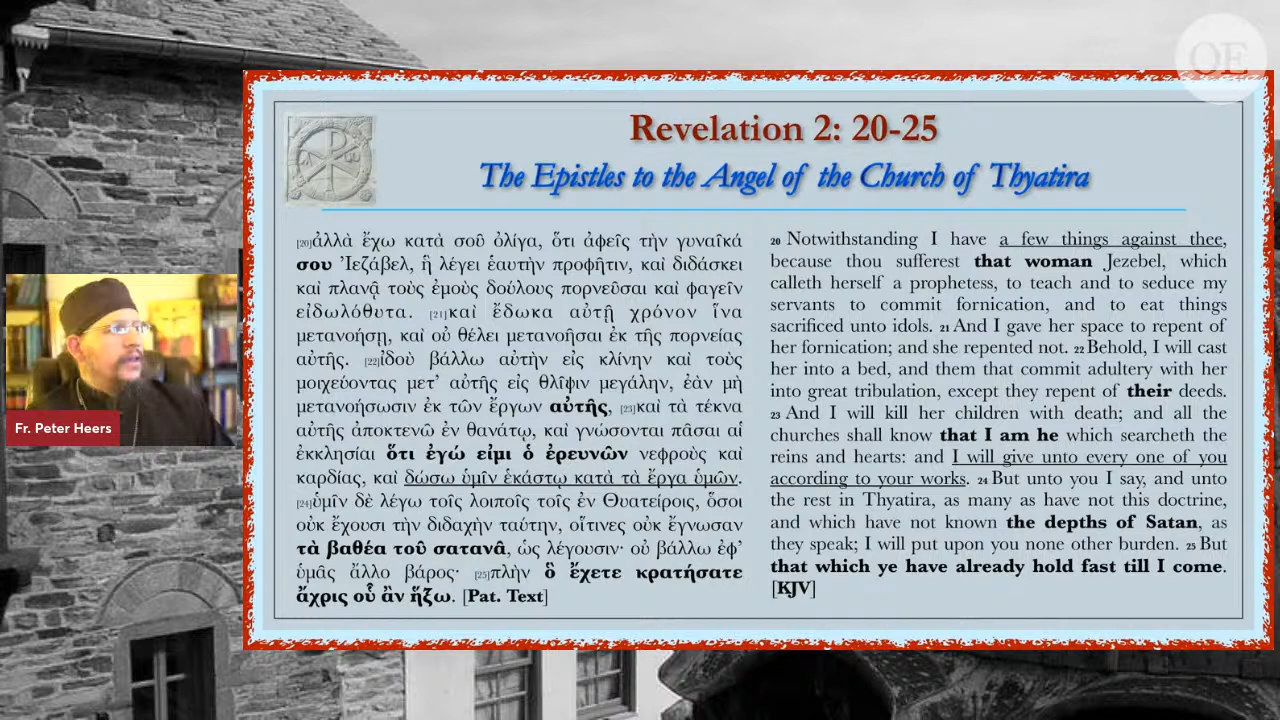 OE
Revelation 2: 20-25
The Epistles to the Angel of the Church of Thyatira
[20]ἀλλὰ ἔχω κατὰ σοῦ ὀλίγα, ὅτι ἀφεῖς τὴν γυναῖκά
σου Ἰεζάβελ, ἣ λέγει ἑαυτὴν προφῆτιν, καὶ διδάσκει
καὶ πλανᾷ τοὺς ἐμοὺς δούλους πορνεῦσαι καὶ φαγεῖν
εἰδωλόθυτα. [21]καὶ ἔδωκα αὐτῇ χρόνον ἵνα
μετανοήσῃ, καὶ οὐ θέλει μετανοῆσαι ἐκ τῆς πορνείας
αὐτῆς. [22]ἰδοὺ βάλλω αὐτὴν εἰς κλίνην καὶ τοὺς
μοιχεύοντας μετ’ αὐτῆς εἰς θλῖψιν μεγάλην, ἐὰν μὴ
μετανοήσωσιν ἐκ τῶν ἔργων αὐτῆς, [23]καὶ τὰ τέκνα
αὐτῆς ἀποκτενῶ ἐν θανάτῳ, καὶ γνώσονται πᾶσαι αἱ
ἐκκλησίαι ὅτι ἐγώ εἰμι ὁ ἐρευνῶν νεφροὺς καὶ
καρδίας, καὶ δώσω ὑμῖν ἑκάστῳ κατὰ τὰ ἔργα ὑμῶν.
[24]ὑμῖν δὲ λέγω τοῖς λοιποῖς τοῖς ἐν Θυατείροις, ὅσοι
οὐκ ἔχουσι τὴν διδαχὴν ταύτην, οἵτινες οὐκ ἔγνωσαν
τὰ βαθέα τοῦ σατανᾶ, ὡς λέγουσιν· οὐ βάλλω ἐφ’
ὑμᾶς ἄλλο βάρος· [25]πλὴν ὃ ἔχετε κρατήσατε
ἄχρις οὗ ἂν ἥξω. [Pat. Text]
20 Notwithstanding I have a few things against thee,
because thou sufferest that woman Jezebel, which
calleth herself a prophetess, to teach and to seduce my
servants to commit fornication, and to eat things
sacrificed unto idols. 21 And I gave her space to repent of
her fornication; and she repented not. 22 Behold, I will cast
her into a bed, and them that commit adultery with her
into great tribulation, except they repent of their deeds.
23 And I will kill her children with death; and all the
churches shall know that I am he which searcheth the
reins and hearts: and I will give unto every one of you
according to your works. 24 But unto you I say, and unto
the rest in Thyatira, as many as have not this doctrine,
and which have not known the depths of Satan, as
they speak; I will put upon you none other burden. 25 But
that which ye have already hold fast till I come.
[KJV]
Fr. Peter Heers